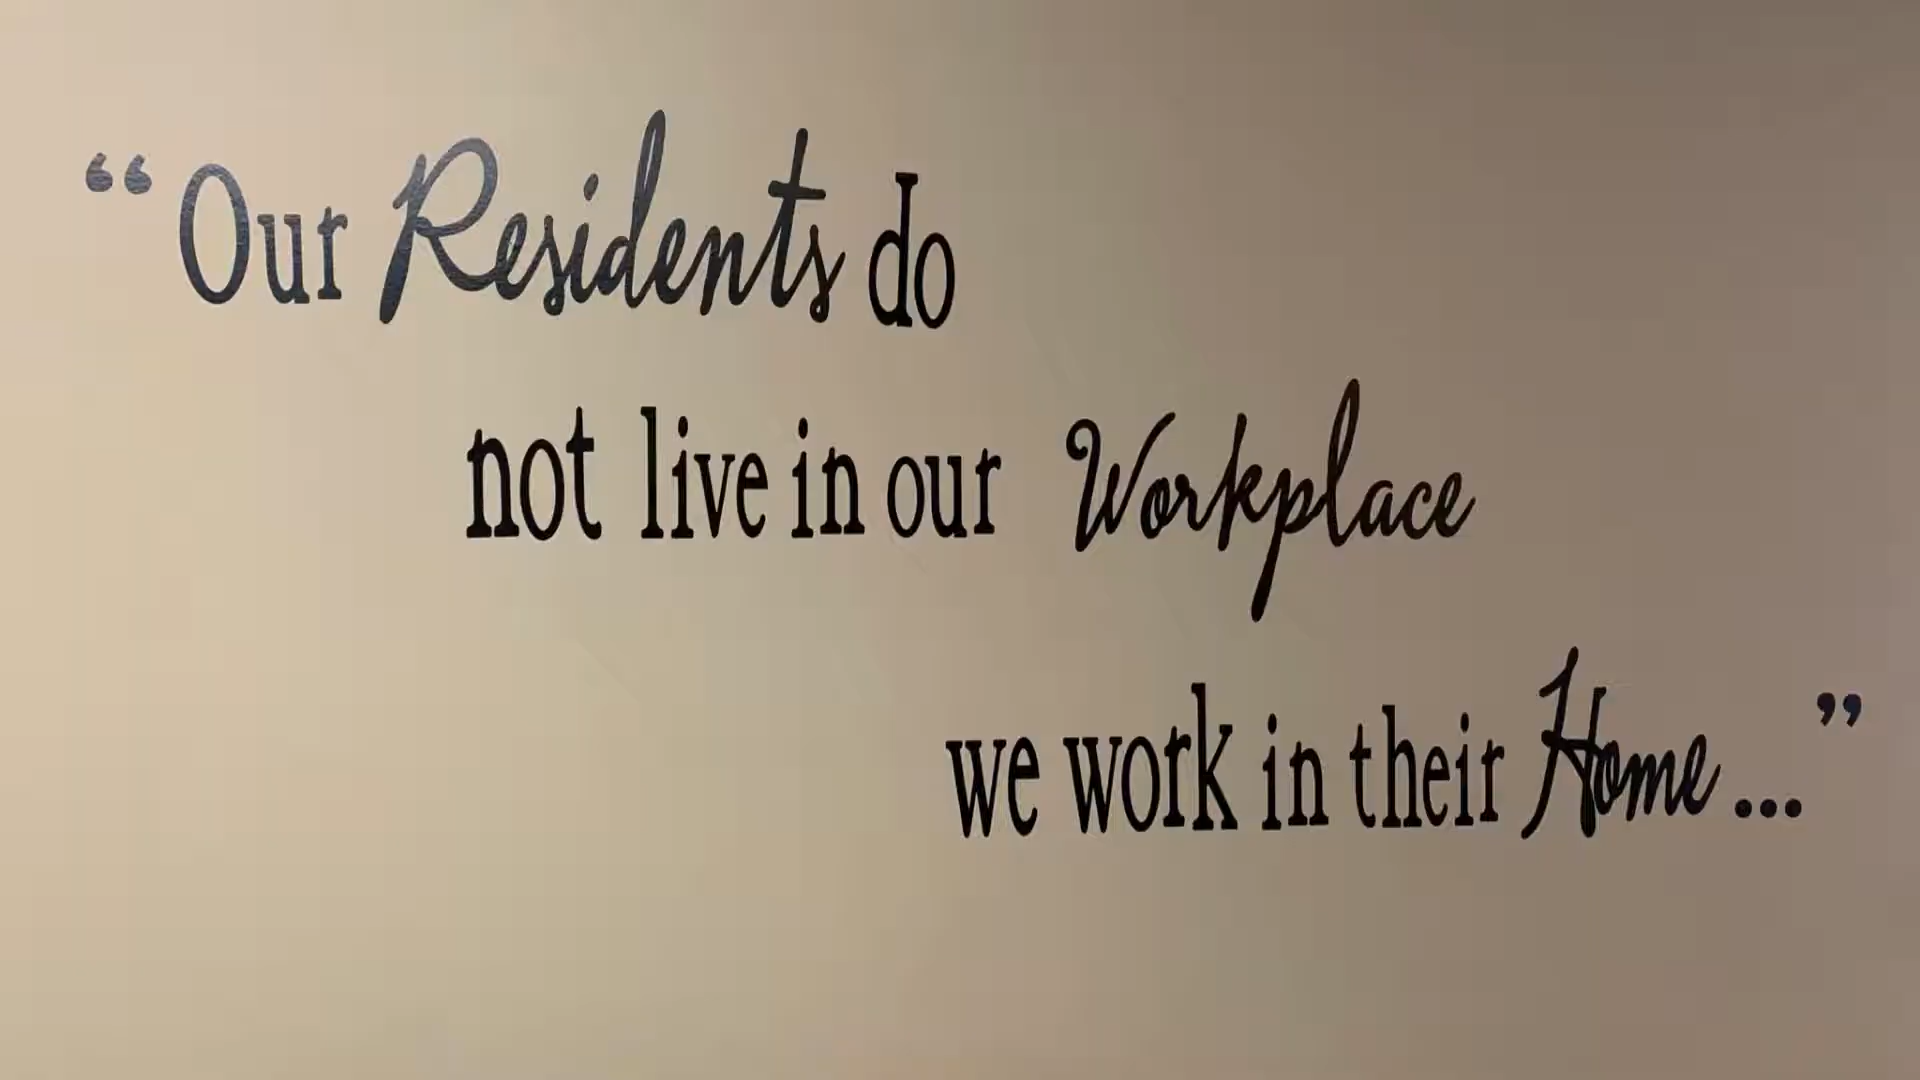 “Our Residents do
not live in our Workplace
we work in their Home...”